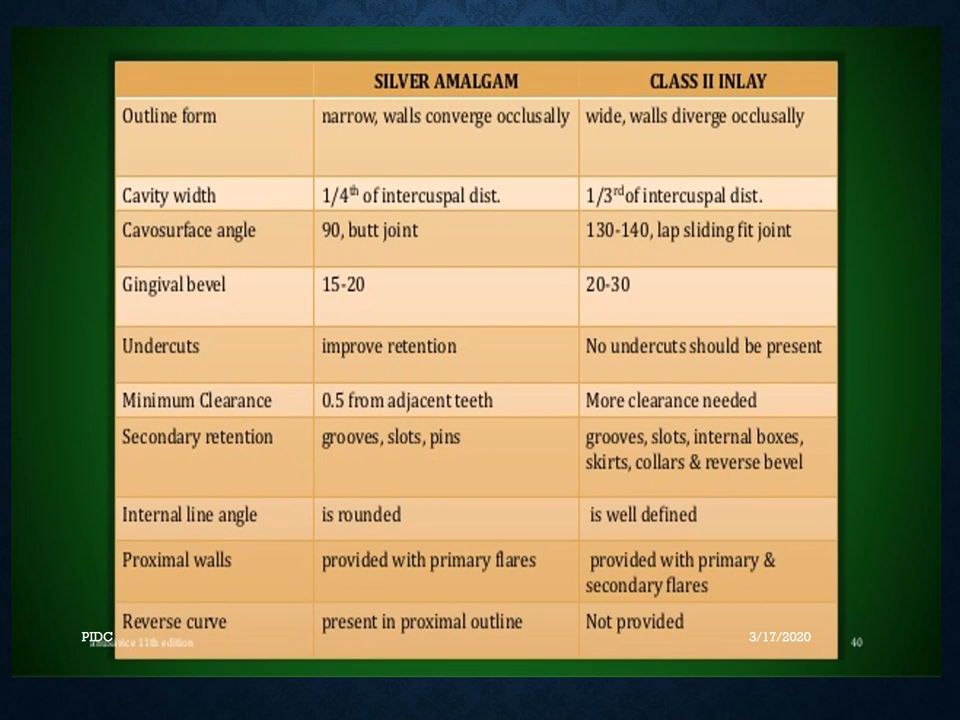 SILVER AMALGAM CLASS II INLAY
Outline form narrow, walls converge occlusally wide, walls diverge occlusally
Cavity width 1/4th of intercuspal dist. 1/3rdof intercuspal dist.
Cavosurface angle 90, butt joint 130-140, lap sliding fit joint
Gingival bevel 15-20 20-30
Undercuts improve retention No undercuts should be present
Minimum Clearance 0.5 from adjacent teeth More clearance needed
Secondary retention grooves, slots, pins grooves, slots, internal boxes,
skirts, collars & reverse bevel
Internal line angle is rounded is well defined
Proximal walls provided with primary flares provided with primary &
secondary flares
Reverse curve present in proximal outline Not provided
PIDC 3/17/2020
11th edition 40